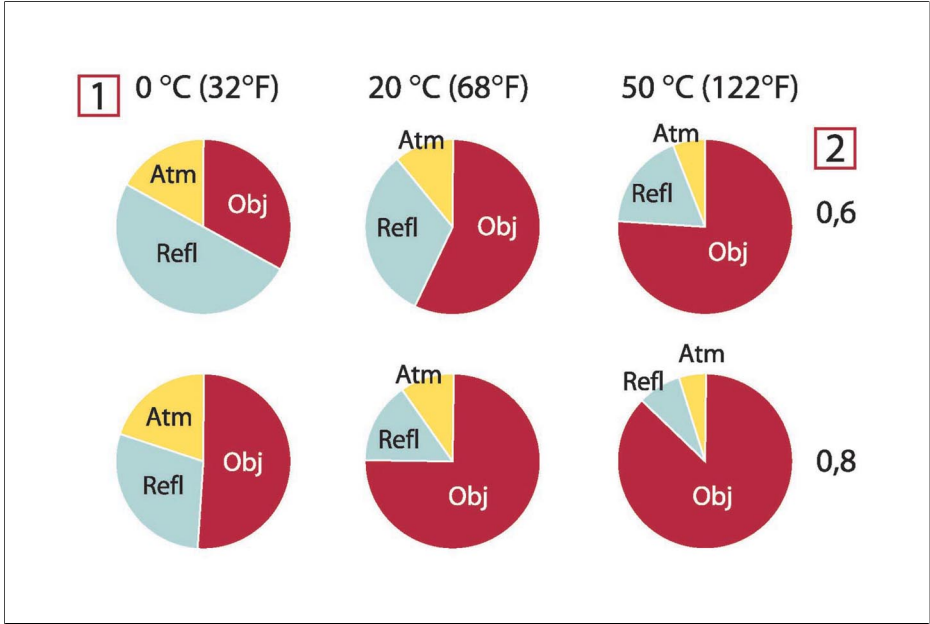 1 0 °C (32°F) 20 °C (68°F) 50 °C (122°F)
2
0,6
Atm Obj Refl
Atm Refl Obj
Atm Refl Obj
0,8
Atm Obj Refl
Atm Refl Obj
Atm Refl Obj